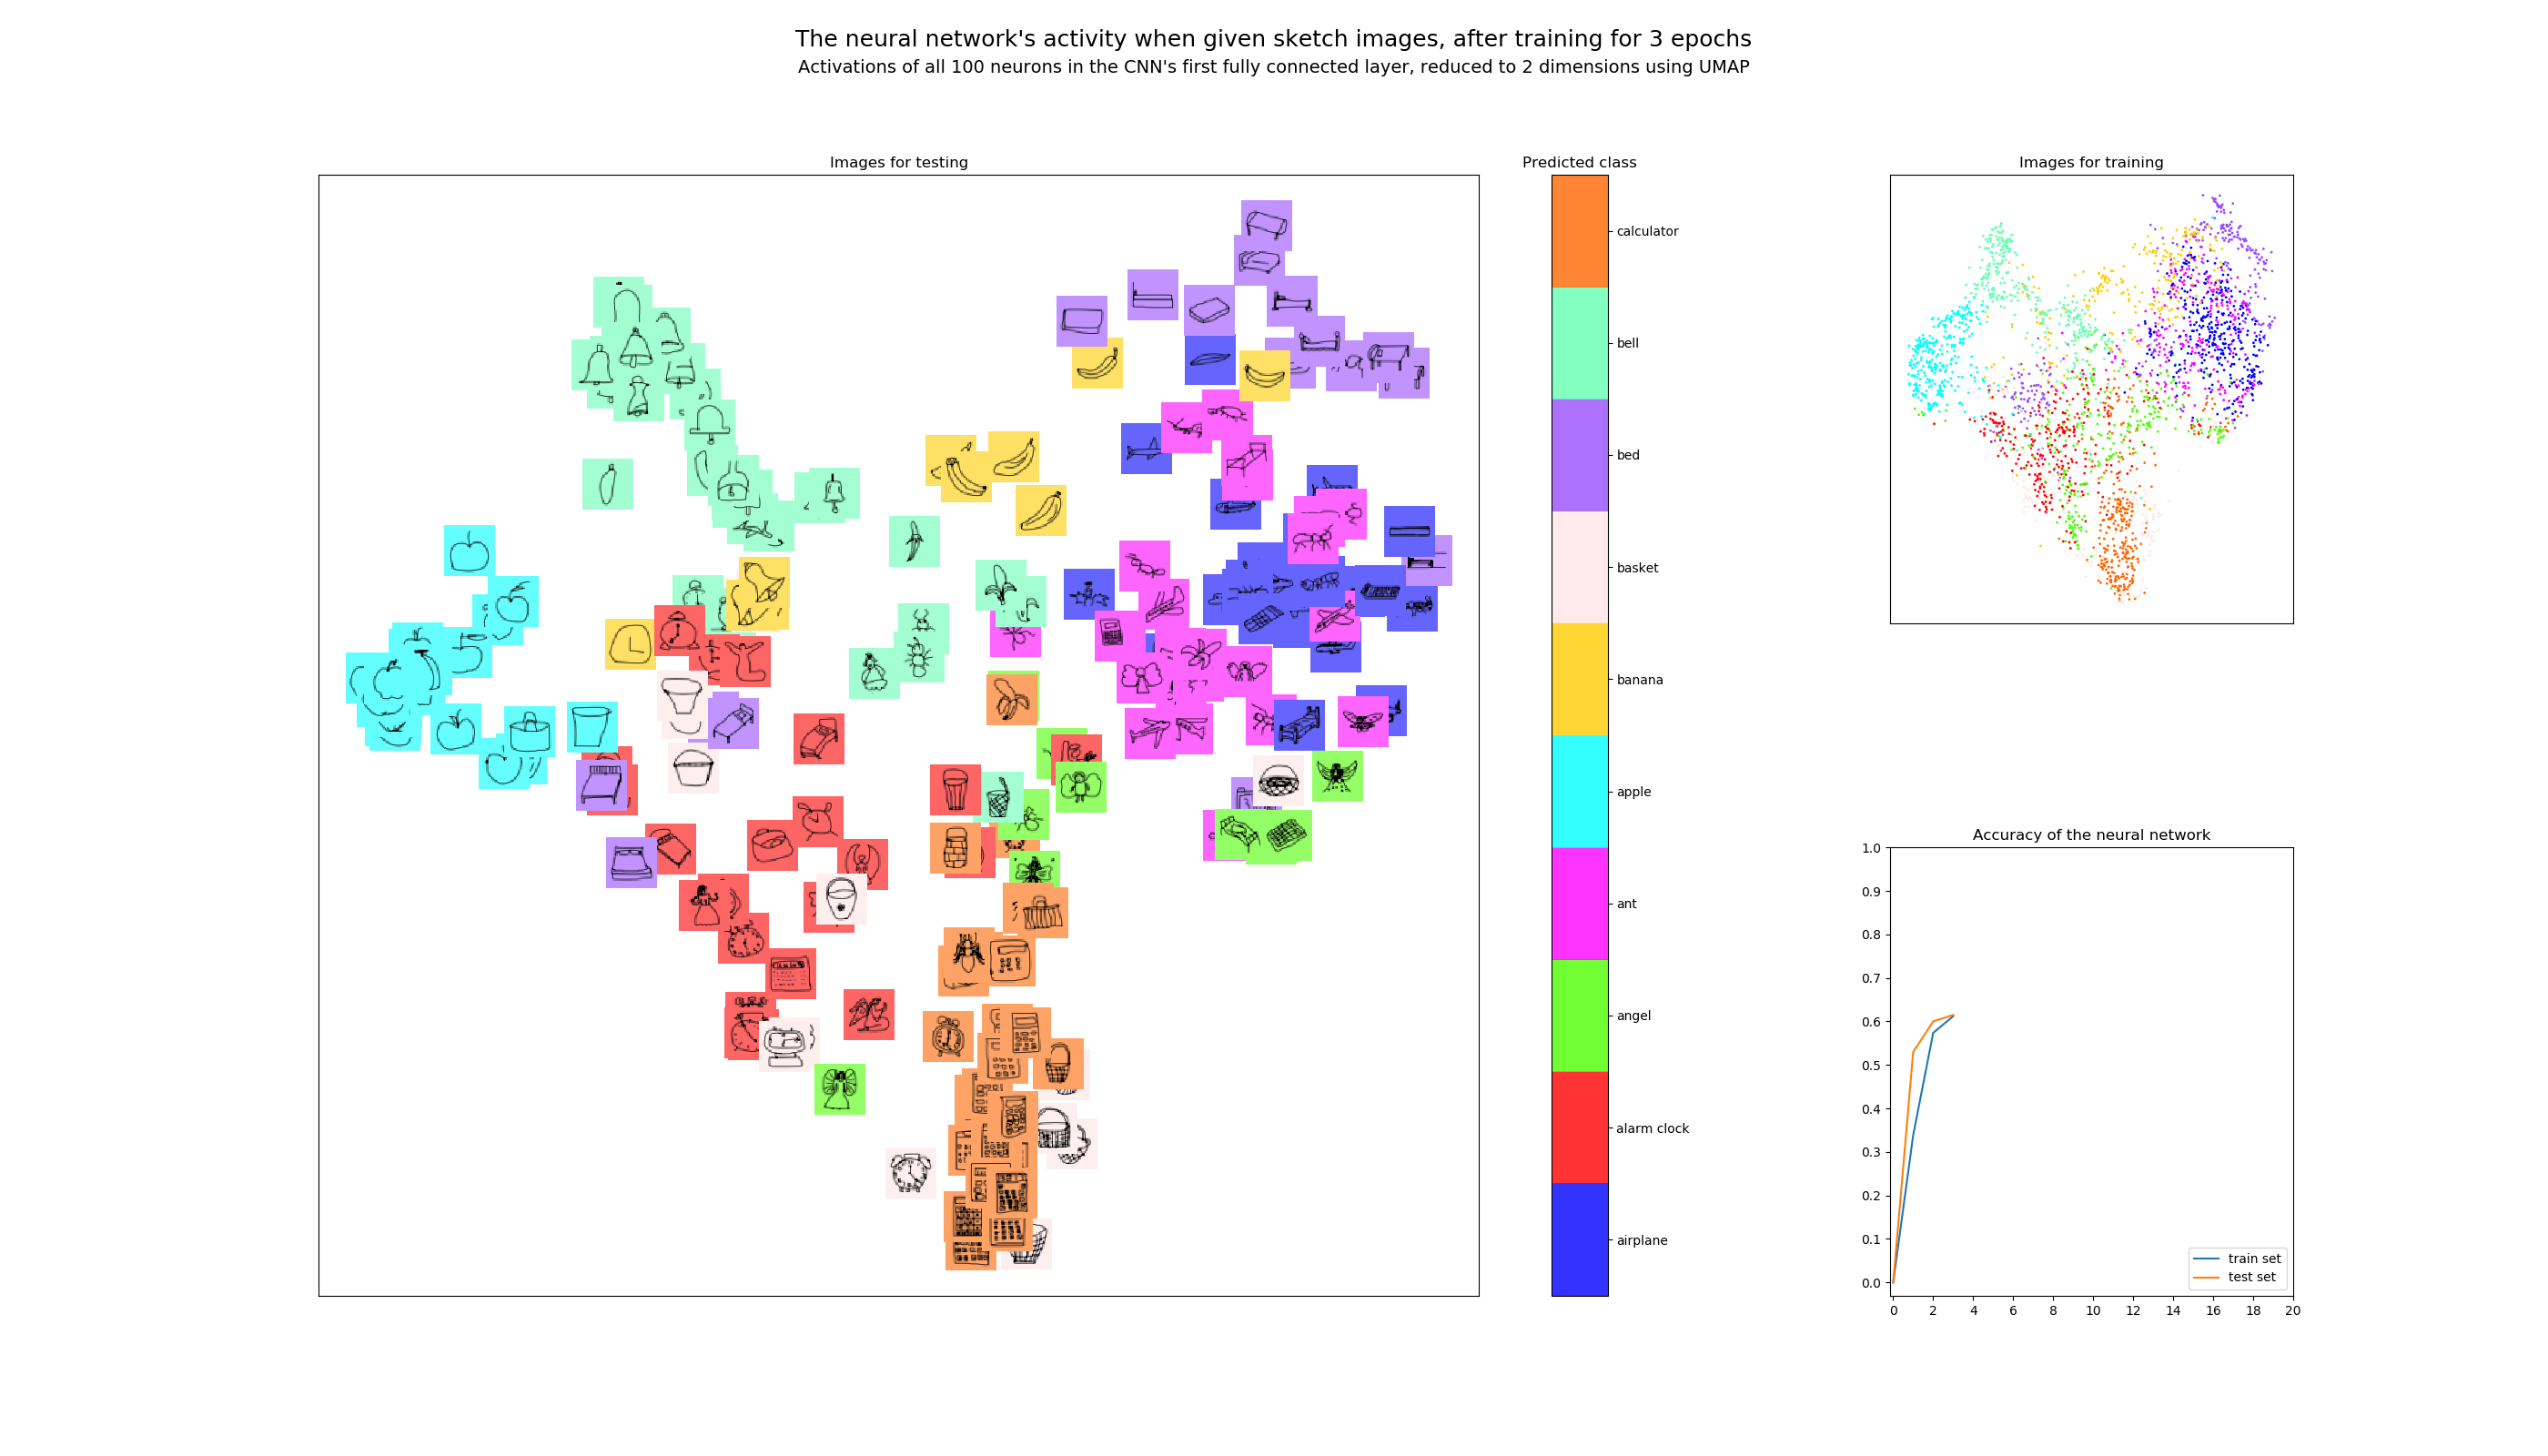 The neural network's activity when given sketch images, after training for 3 epochs
Activations of all 100 neurons in the CNN's first fully connected layer, reduced to 2 dimensions using UMAP
Images for testing
Predicted class
calculator
bell
bed
basket
banana
apple
ant
angel
alarm clock
airplane
Images for training
Accuracy of the neural network
1.0
0.9
0.8
0.7
0.6
0.5
0.4
0.3
0.2
0.1
0.0
0 2 4 6 8 10 12 14 16 18 20
train set
test set